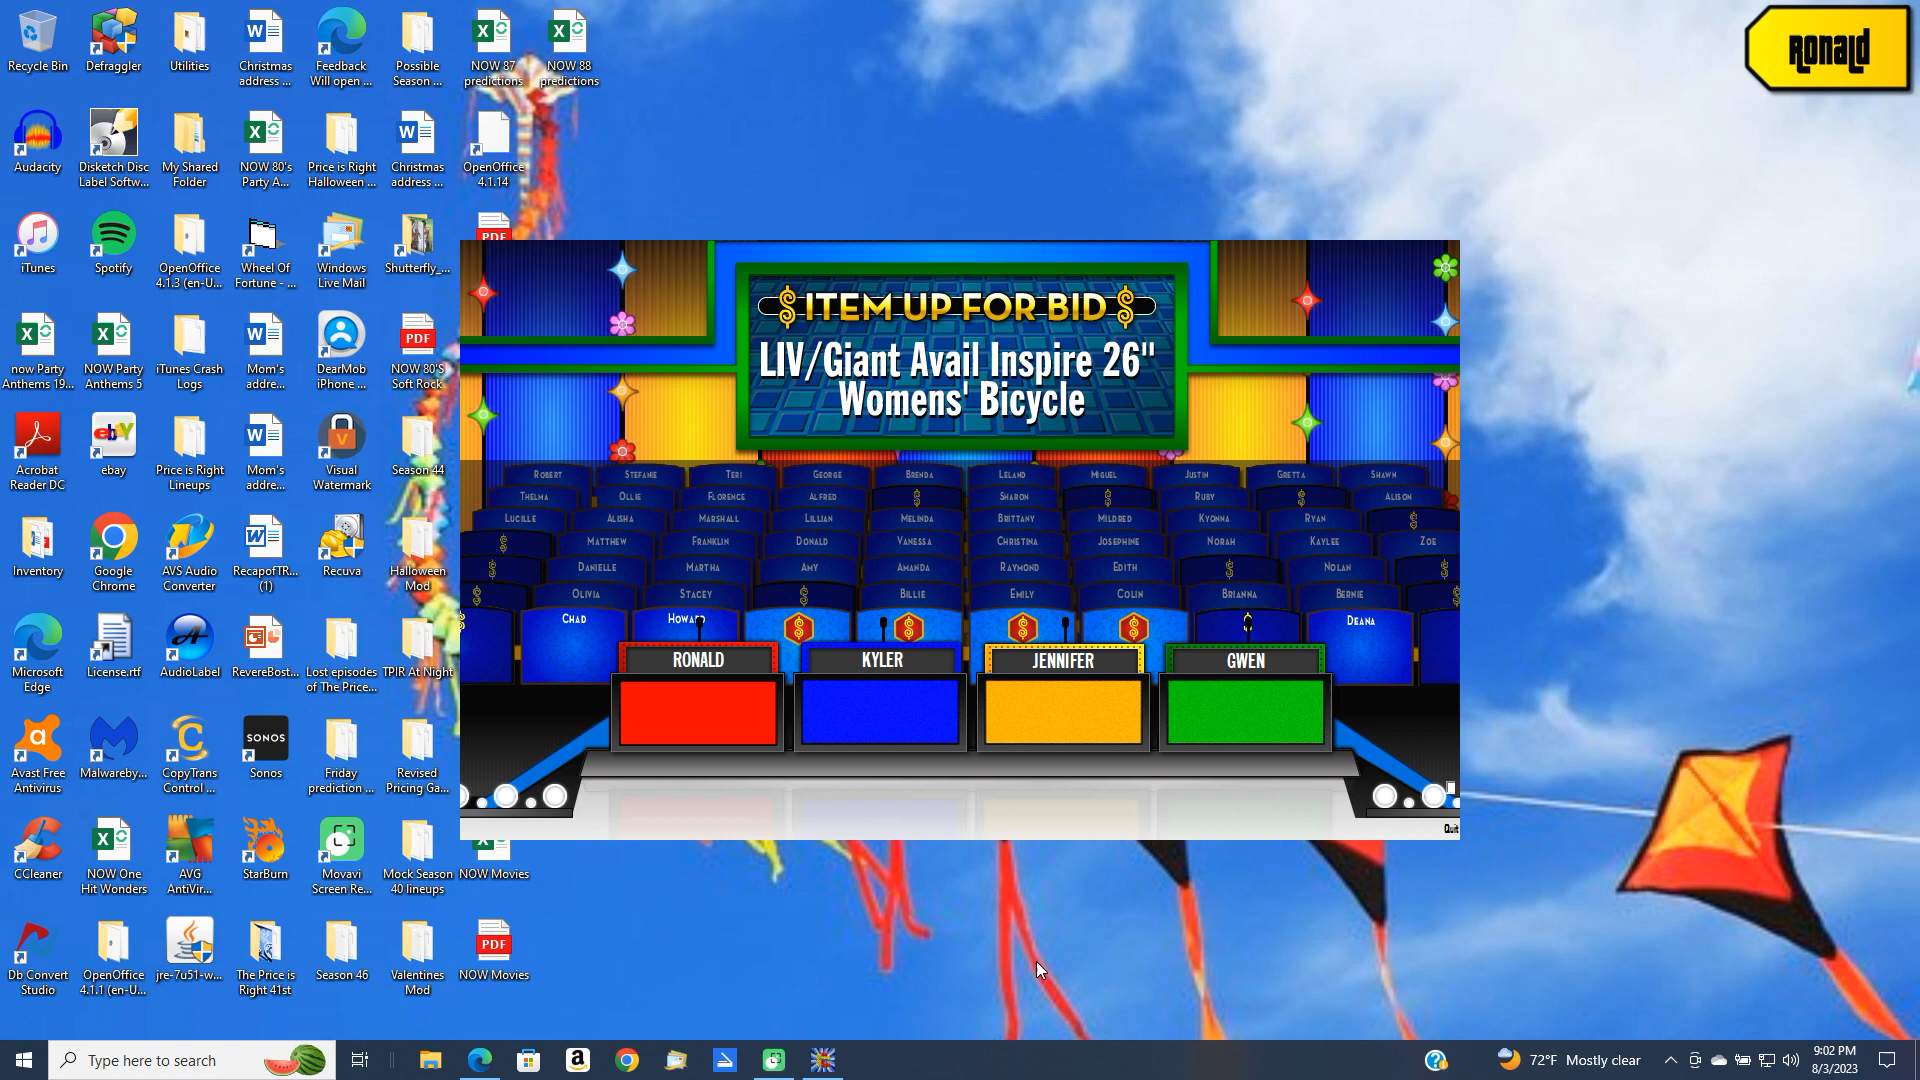 Recycle Bin
Defraggler
Utilities
Christmas
address ...
Feedback
Will open ...
Possible
Season ...
NOW 87
predictions
NOW 88
predictions
Ronald
Audacity
Disketch Disc
Label Softw...
My Shared
Folder
NOW 80's
Party A...
Price is Right
Halloween ...
Christmas
address ...
OpenOffice
4.1.14
iTunes
Spotify
OpenOffice
4.1.3 (en-U...
Wheel Of
Fortune - ...
Windows
Live Mail
Shutterfly_...
PDF
now Party
Anthems 19...
NOW Party
Anthems 5
iTunes Crash
Logs
Mom's
addre...
DearMob
iPhone ...
PDF
NOW 80'S
Soft Rock
Acrobat
Reader DC
ebay
ebay
Price is Right
Lineups
Mom's
addre...
Visual
Watermark
Season 44
Inventory
Google
Chrome
AVS Audio
Converter
RecapofTR...
(1)
Recuva
Halloween
Mod
Microsoft
Edge
License.rtf
AudioLabel
RevereBost...
Lost episodes
of The Price...
TPIR At Night
Avast Free
Antivirus
Malwareby...
CopyTrans
Control ...
SONOS
Sonos
Friday
prediction ...
Revised
Pricing Ga...
CCleaner
NOW One
Hit Wonders
AVG
AntiVir...
StarBurn
Movavi
Screen Re...
Mock Season
40 lineups
NOW Movies
Db Convert
Studio
OpenOffice
4.1.1 (en-U...
jre-7u51-w...
The Price is
Right 41st
Season 46
Valentines
Mod
PDF
NOW Movies
$ ITEM UP FOR BID $
LIV/Giant Avail Inspire 26"
Womens' Bicycle
Robert Stefanie Teri George Brenda Leland Miguel Justin Gretta Shawn
Thelma Ollie Florence Alfred $ Sharon $ Ruby $ Alison
Lucille Alisha Marshall Lillian Melinda Brittany Mildred Kyonna Ryan $
$ Matthew Franklin Donald Vanessa Christina Josephine Norah Kaylee Zoe
$ Danielle Martha Amy Amanda Raymond Edith $ Nolan $
$ Olivia Stacey $ Billie Emily Colin Brianna Bernie $
$ Chad Howard $ $ $ $ $ Deana
RONALD KYLER JENNIFER GWEN
Quit
Type here to search
72°F Mostly clear
9:02 PM
8/3/2023